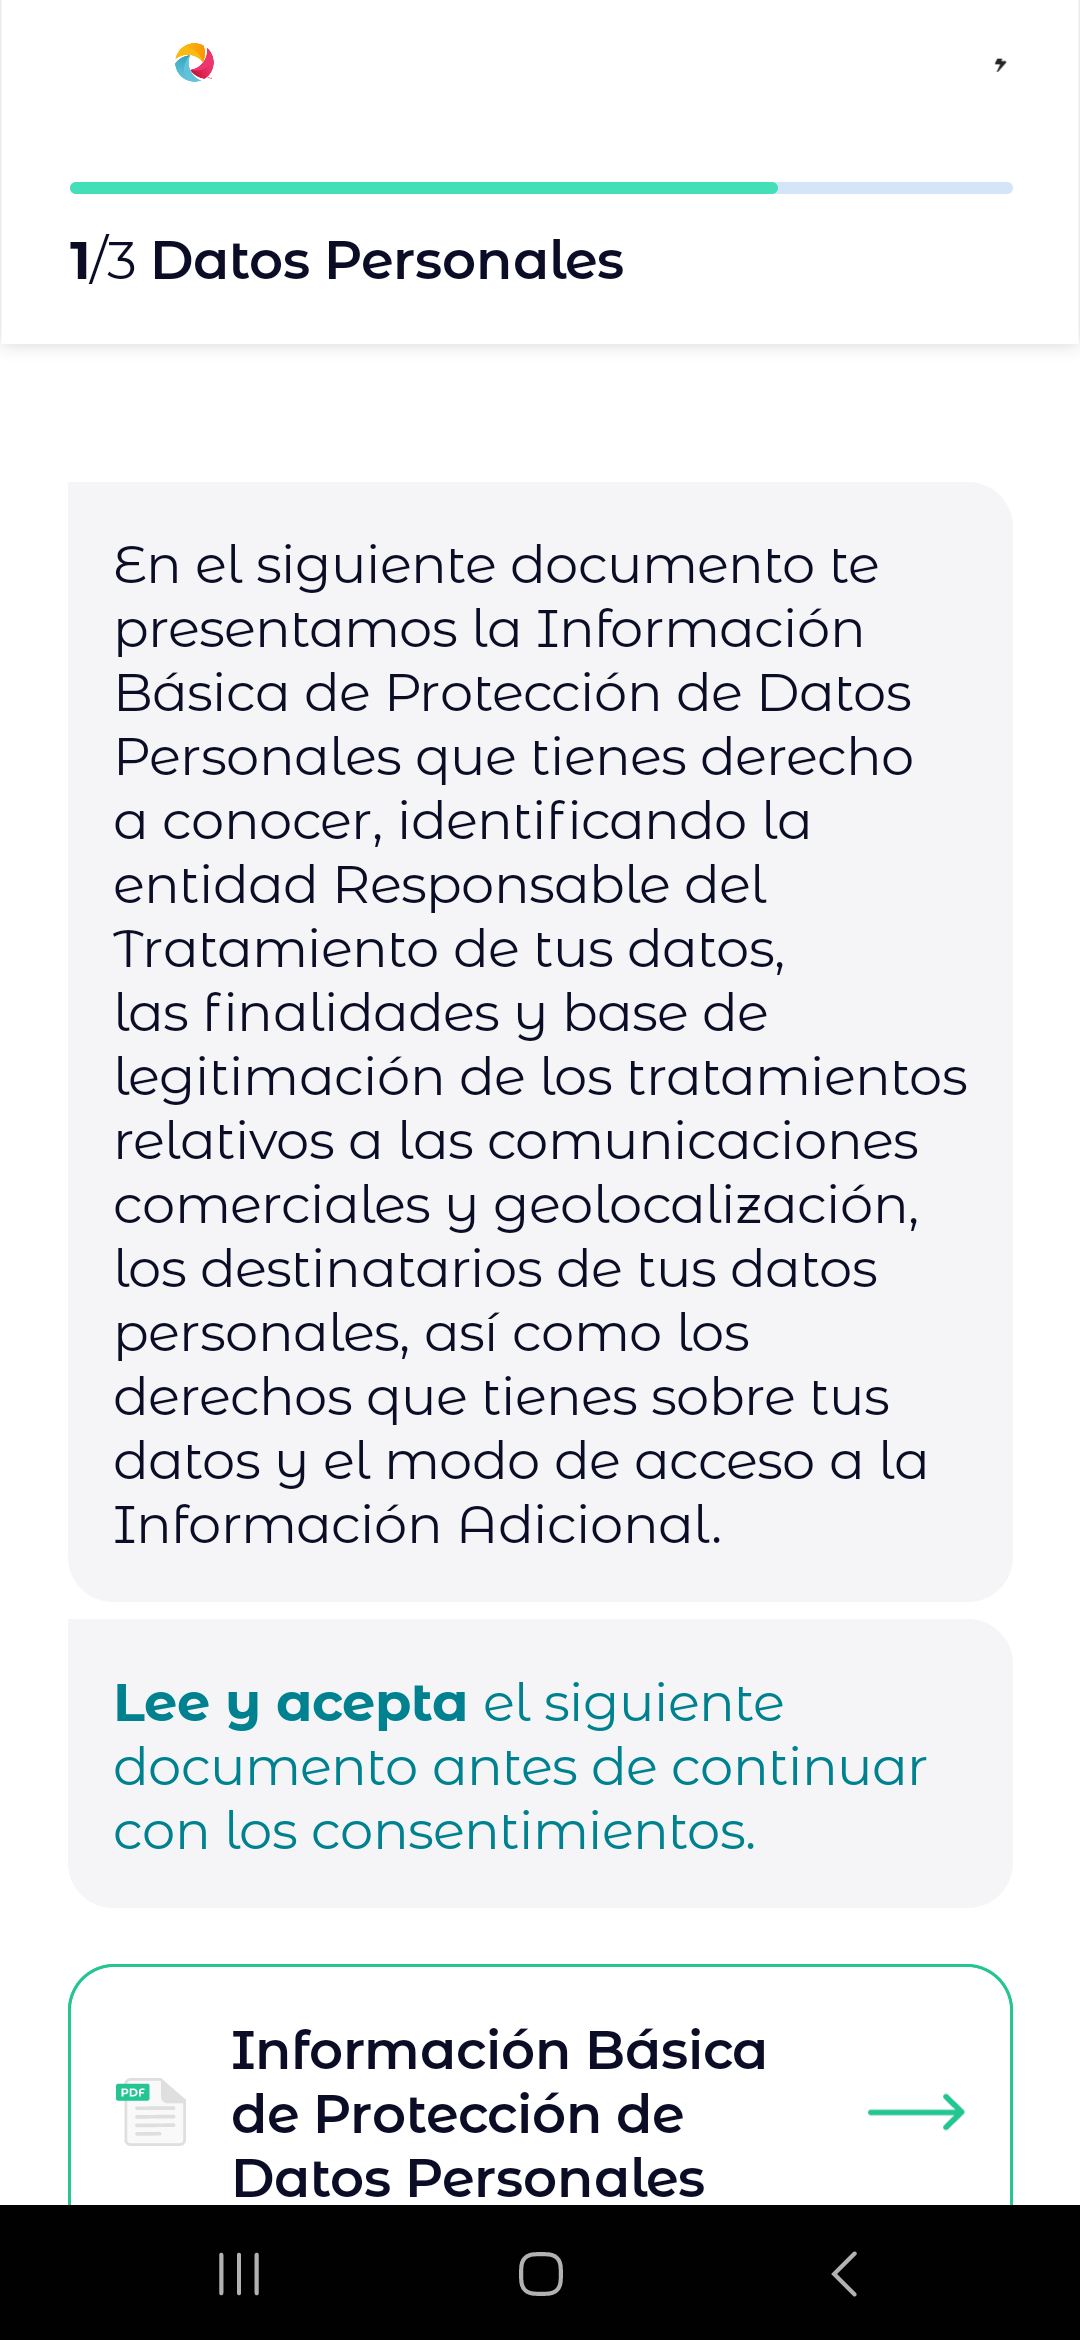 1/3 Datos Personales
En el siguiente documento te
presentamos la Información
Básica de Protección de Datos
Personales que tienes derecho
a conocer, identificando la
entidad Responsable del
Tratamiento de tus datos,
las finalidades y base de
legitimación de los tratamientos
relativos a las comunicaciones
comerciales y geolocalización,
los destinatarios de tus datos
personales, así como los
derechos que tienes sobre tus
datos y el modo de acceso a la
Información Adicional.
Lee y acepta el siguiente
documento antes de continuar
con los consentimientos.
PDF
Información Básica
de Protección de
Datos Personales